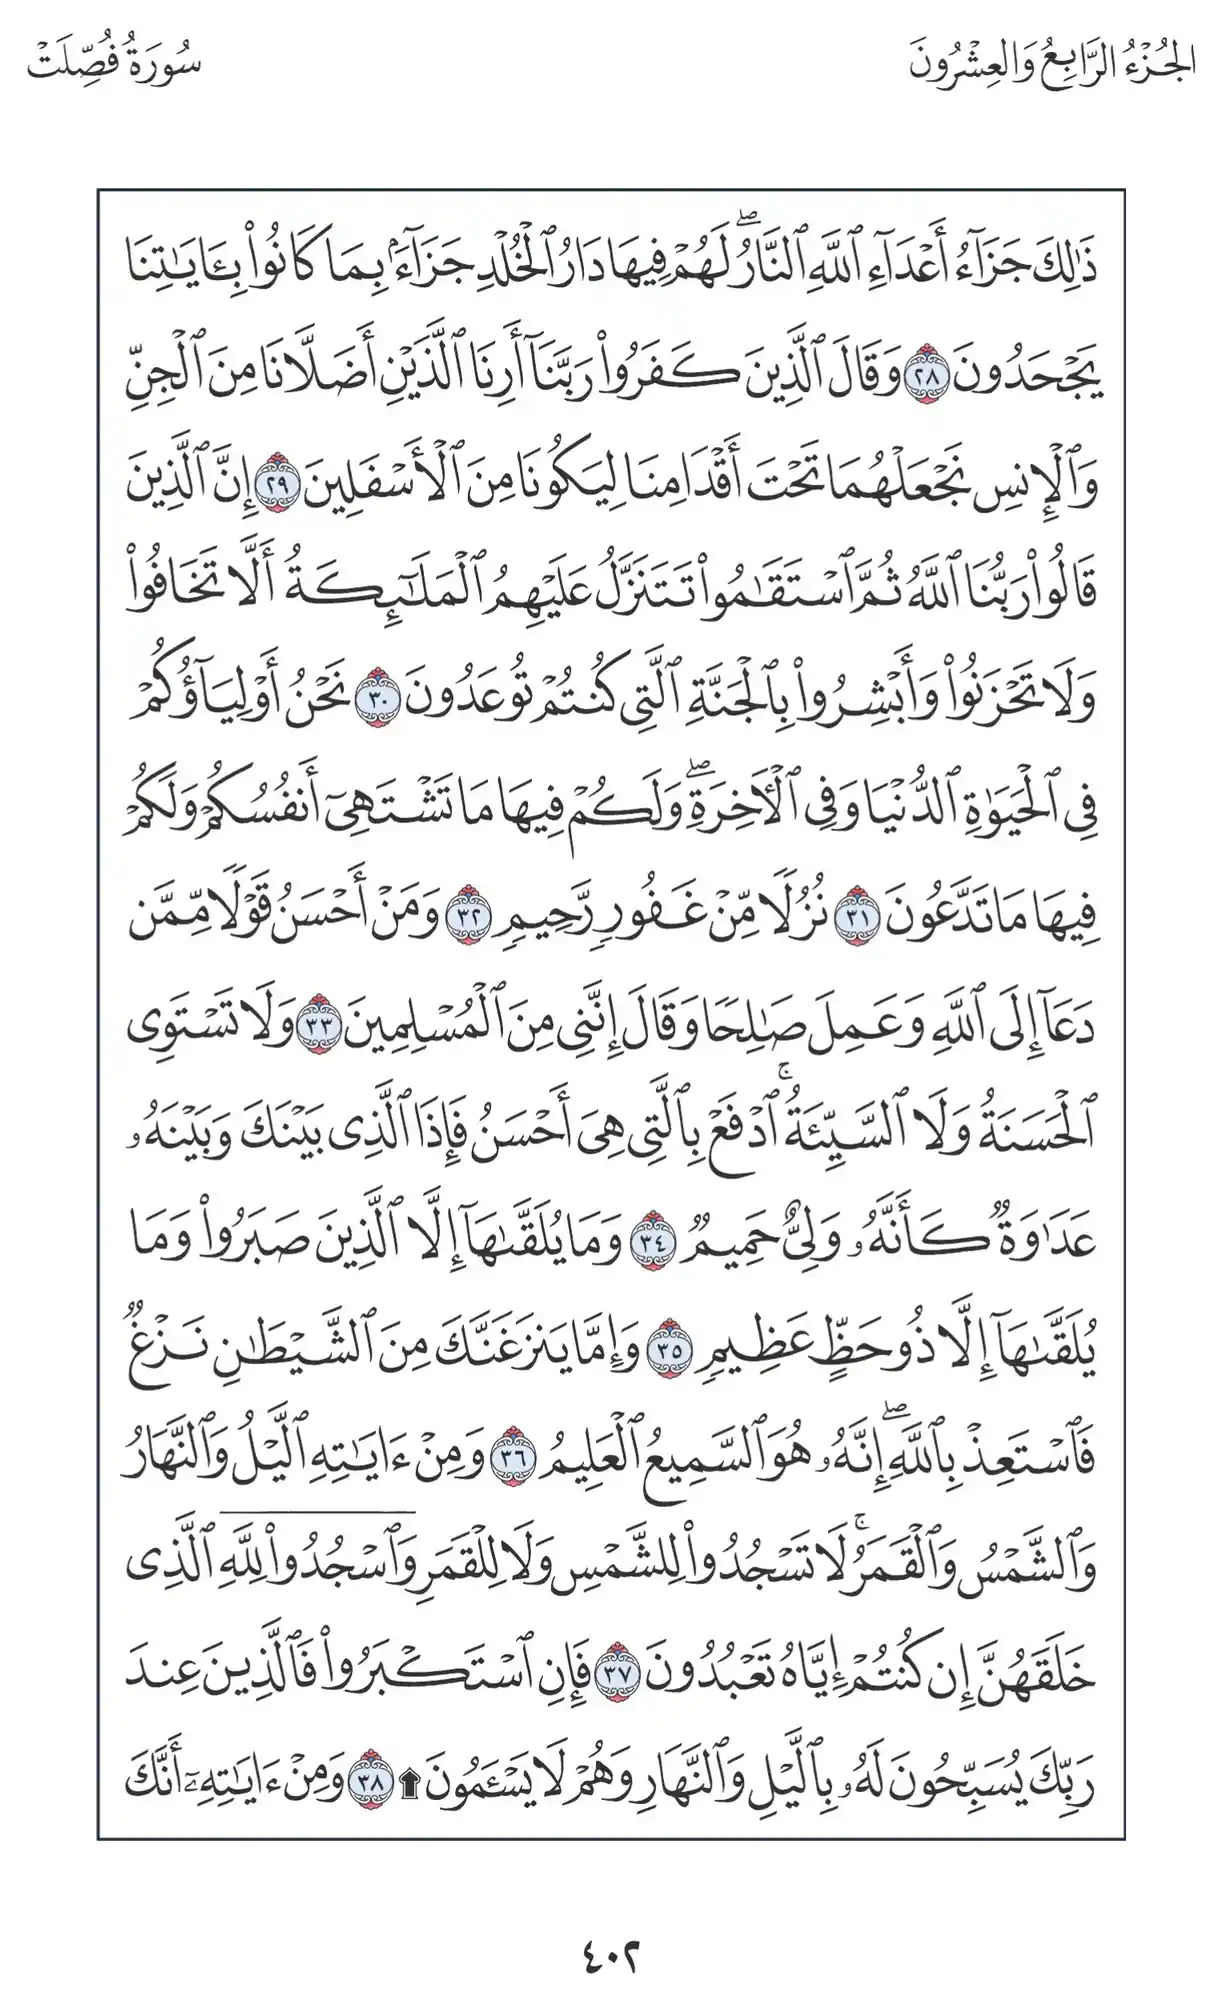 الجُزْءُ الرَّابِعُ وَالعِشْرُونَ
سُورَةُ فُصِّلَتْ
ذَٰلِكَ جَزَآءُ أَعْدَآءِ ٱللَّهِ ٱلنَّارُۖ لَهُمْ فِيهَا دَارُ ٱلْخُلْدِ جَزَآءَۢ بِمَا كَانُوا۟ بِـَٔايَـٰتِنَا
يَجْحَدُونَ ٢٨ وَقَالَ ٱلَّذِينَ كَفَرُوا۟ رَبَّنَآ أَرِنَا ٱلَّذَيْنِ أَضَلَّانَا مِنَ ٱلْجِنِّ
وَٱلْإِنسِ نَجْعَلْهُمَا تَحْتَ أَقْدَامِنَا لِيَكُونَا مِنَ ٱلْأَسْفَلِينَ ٢٩ إِنَّ ٱلَّذِينَ
قَالُوا۟ رَبُّنَا ٱللَّهُ ثُمَّ ٱسْتَقَـٰمُوا۟ تَتَنَزَّلُ عَلَيْهِمُ ٱلْمَلَـٰٓئِكَةُ أَلَّا تَخَافُوا۟
وَلَا تَحْزَنُوا۟ وَأَبْشِرُوا۟ بِٱلْجَنَّةِ ٱلَّتِى كُنتُمْ تُوعَدُونَ ٣٠ نَحْنُ أَوْلِيَآؤُكُمْ
فِى ٱلْحَيَوٰةِ ٱلدُّنْيَا وَفِى ٱلْـَٔاخِرَةِۖ وَلَكُمْ فِيهَا مَا تَشْتَهِىٓ أَنفُسُكُمْ وَلَكُمْ
فِيهَا مَا تَدَّعُونَ ٣١ نُزُلًا مِّنْ غَفُورٍ رَّحِيمٍ ٣٢ وَمَنْ أَحْسَنُ قَوْلًا مِّمَّن
دَعَآ إِلَى ٱللَّهِ وَعَمِلَ صَـٰلِحًا وَقَالَ إِنَّنِى مِنَ ٱلْمُسْلِمِينَ ٣٣ وَلَا تَسْتَوِى
ٱلْحَسَنَةُ وَلَا ٱلسَّيِّئَةُۚ ٱدْفَعْ بِٱلَّتِى هِىَ أَحْسَنُ فَإِذَا ٱلَّذِى بَيْنَكَ وَبَيْنَهُۥ
عَدَٰوَةٌ كَأَنَّهُۥ وَلِىٌّ حَمِيمٌ ٣٤ وَمَا يُلَقَّىٰهَآ إِلَّا ٱلَّذِينَ صَبَرُوا۟ وَمَا
يُلَقَّىٰهَآ إِلَّا ذُو حَظٍّ عَظِيمٍ ٣٥ وَإِمَّا يَنزَغَنَّكَ مِنَ ٱلشَّيْطَـٰنِ نَزْغٌ
فَٱسْتَعِذْ بِٱللَّهِۖ إِنَّهُۥ هُوَ ٱلسَّمِيعُ ٱلْعَلِيمُ ٣٦ وَمِنْ ءَايَـٰتِهِ ٱلَّيْلُ وَٱلنَّهَارُ
وَٱلشَّمْسُ وَٱلْقَمَرُۚ لَا تَسْجُدُوا۟ لِلشَّمْسِ وَلَا لِلْقَمَرِ وَٱسْجُدُوا۟ لِلَّهِ ٱلَّذِى
خَلَقَهُنَّ إِن كُنتُمْ إِيَّاهُ تَعْبُدُونَ ٣٧ فَإِنِ ٱسْتَكْبَرُوا۟ فَٱلَّذِينَ عِندَ
رَبِّكَ يُسَبِّحُونَ لَهُۥ بِٱلَّيْلِ وَٱلنَّهَارِ وَهُمْ لَا يَسْـَٔمُونَ ۩ ٣٨ وَمِنْ ءَايَـٰتِهِۦٓ أَنَّكَ
٤٠٢